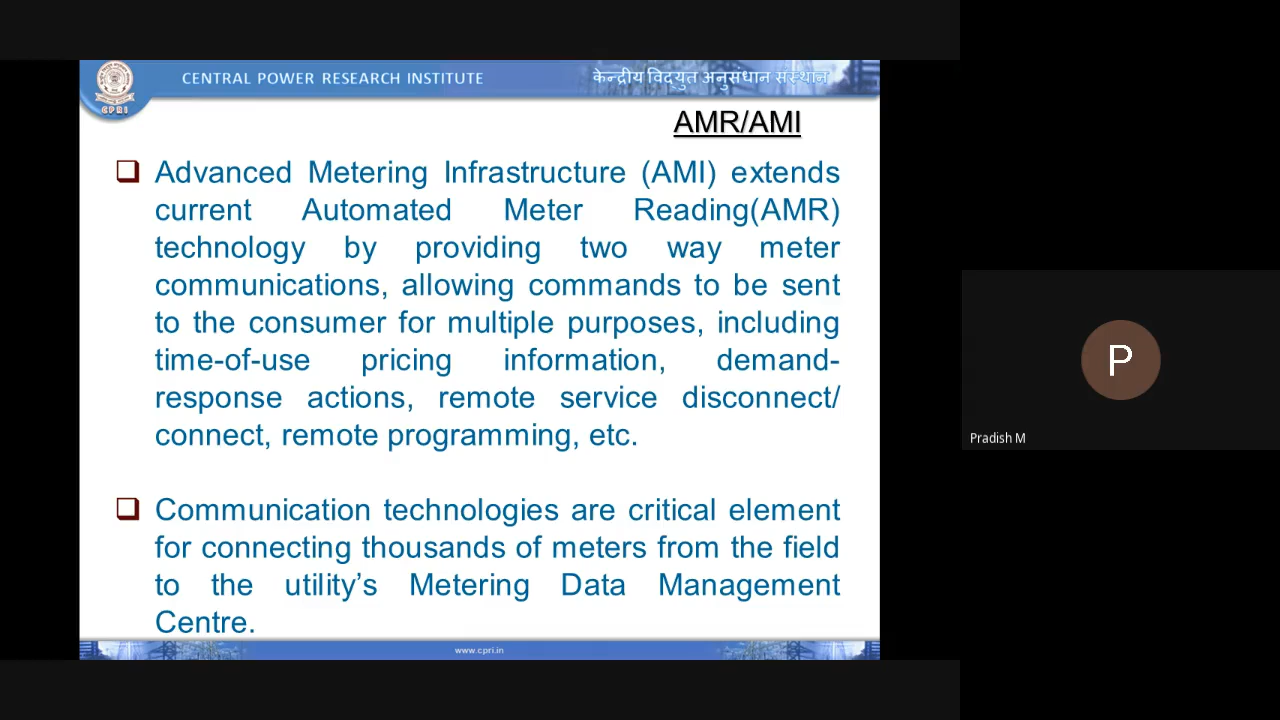 CENTRAL POWER RESEARCH INSTITUTE
केन्द्रीय विद्युत अनुसंधान संस्थान
CPRI
AMR/AMI
Advanced Metering Infrastructure (AMI) extends
current Automated Meter Reading(AMR)
technology by providing two way meter
communications, allowing commands to be sent
to the consumer for multiple purposes, including
time-of-use pricing information, demand-
response actions, remote service disconnect/
connect, remote programming, etc.
Communication technologies are critical element
for connecting thousands of meters from the field
to the utility’s Metering Data Management
Centre.
www.cpri.in
P
Pradish M